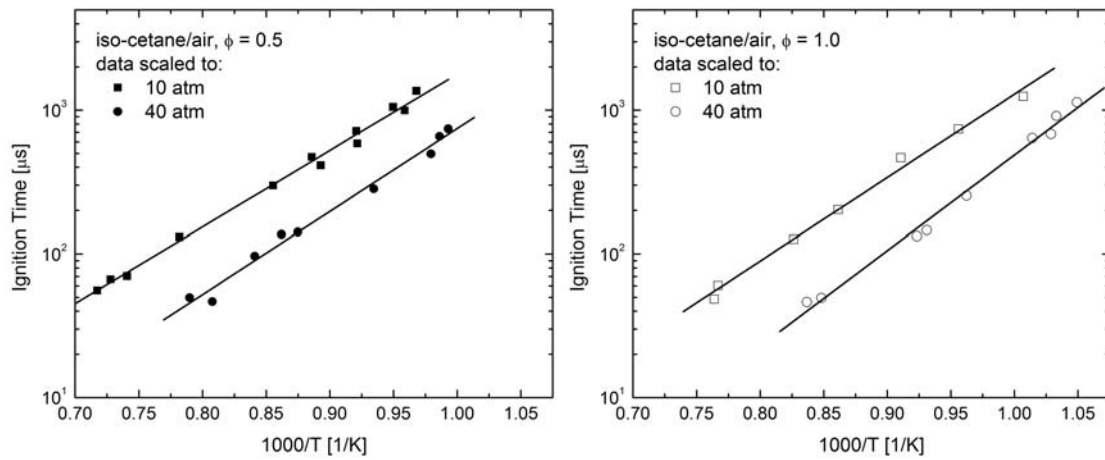 iso-cetane/air, ϕ = 0.5
data scaled to:
10 atm
40 atm
10³
10²
10¹
Ignition Time [μs]
0.70 0.75 0.80 0.85 0.90 0.95 1.00 1.05
1000/T [1/K]
iso-cetane/air, ϕ = 1.0
data scaled to:
10 atm
40 atm
10³
10²
10¹
Ignition Time [μs]
0.70 0.75 0.80 0.85 0.90 0.95 1.00 1.05
1000/T [1/K]